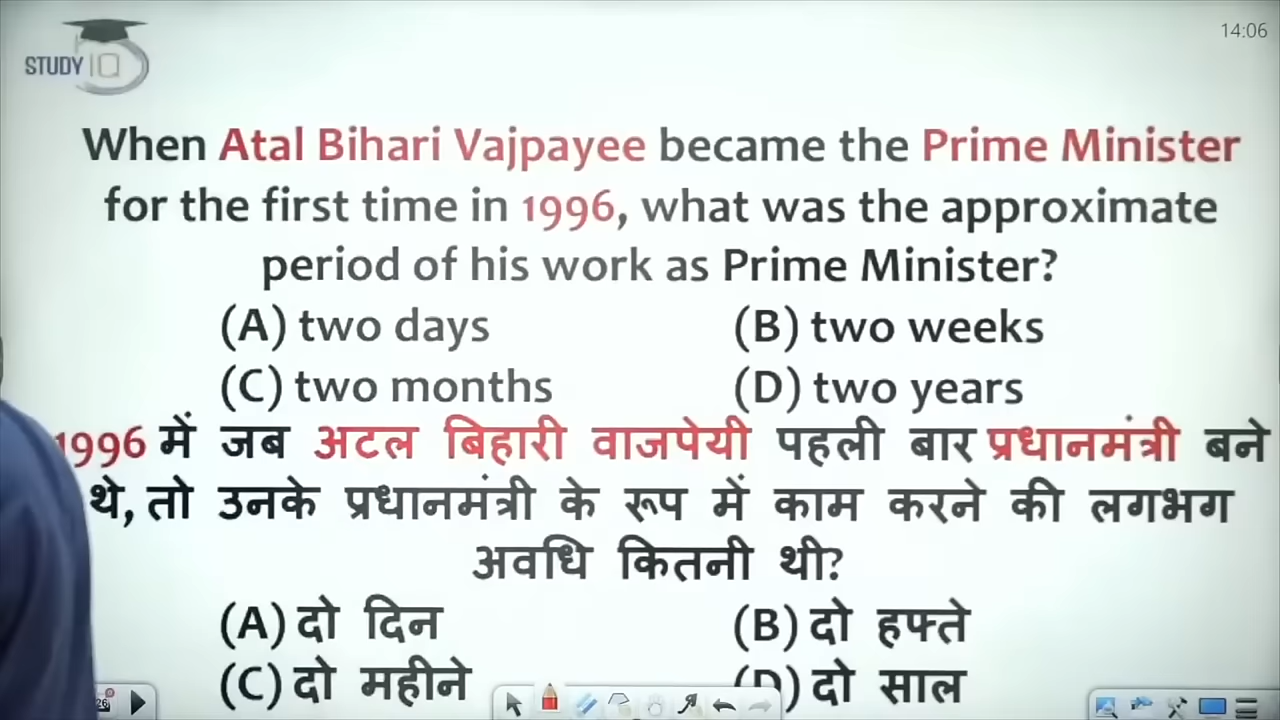 14:06
STUDY IQ
When Atal Bihari Vajpayee became the Prime Minister
for the first time in 1996, what was the approximate
period of his work as Prime Minister?
(A) two days (B) two weeks
(C) two months (D) two years
1996 में जब अटल बिहारी वाजपेयी पहली बार प्रधानमंत्री बने
थे, तो उनके प्रधानमंत्री के रूप में काम करने की लगभग
अवधि कितनी थी?
(A) दो दिन (B) दो हफ्ते
(C) दो महीने (D) दो साल